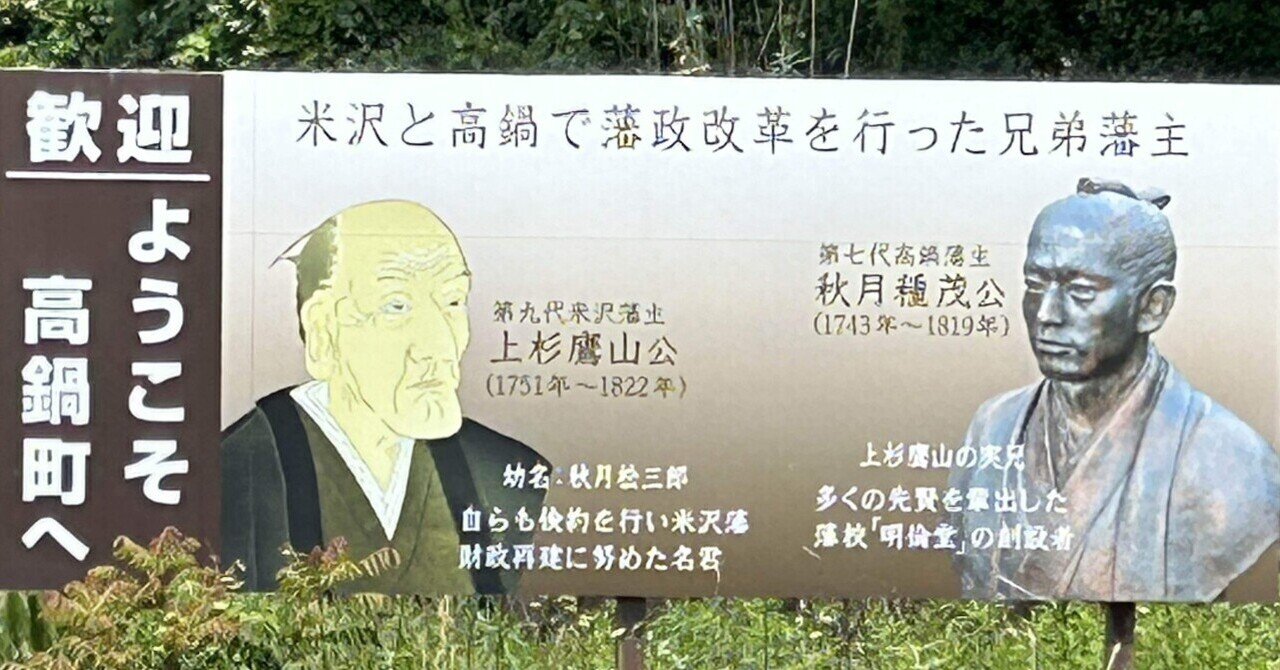 歓迎
ようこそ
高鍋町へ
米沢と高鍋で藩政改革を行った兄弟藩主
第九代米沢藩主
上杉鷹山公
(1751年～1822年)
幼名:秋月松三郎
自らも倹約を行い米沢藩
財政再建に努めた名君
第七代高鍋藩主
秋月種茂公
(1743年～1819年)
上杉鷹山の実兄
多くの先賢を輩出した
藩校「明倫堂」の創設者